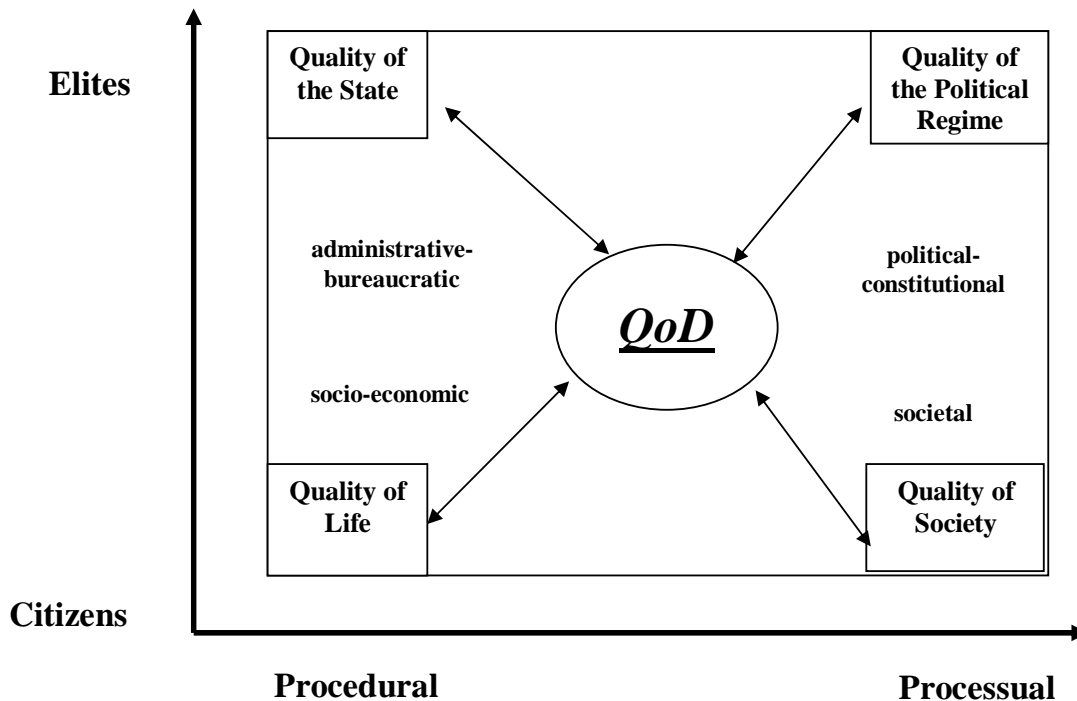 Elites
Quality of
the State
Quality of
the Political
Regime
administrative-
bureaucratic
political-
constitutional
QoD
socio-economic
societal
Quality of
Life
Quality of
Society
Citizens
Procedural
Processual